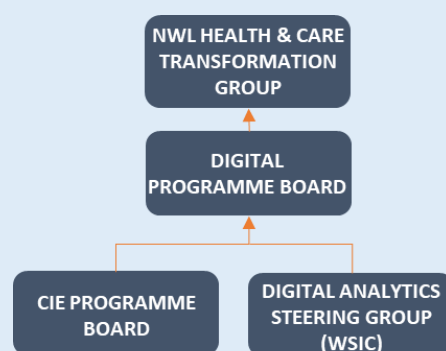 NWL HEALTH & CARE
TRANSFORMATION
GROUP
DIGITAL
PROGRAMME BOARD
CIE PROGRAMME
BOARD
DIGITAL ANALYTICS
STEERING GROUP
(WSIC)